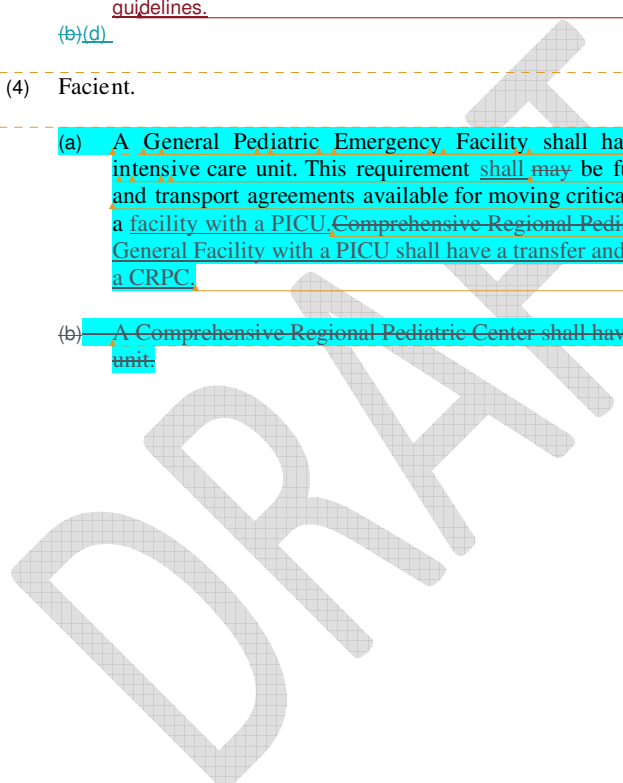 guidelines.
(b)(d)
(4) Facient.
(a) A General Pediatric Emergency Facility shall ha
intensive care unit. This requirement shall may be fu
and transport agreements available for moving critica
a facility with a PICU.Comprehensive Regional Pedi
General Facility with a PICU shall have a transfer and
a CRPC.
(b) A Comprehensive Regional Pediatric Center shall hav
unit.
DRAFT